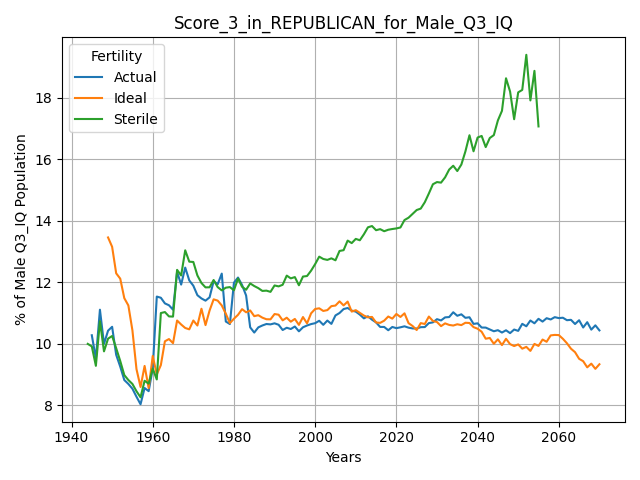 Score_3_in_REPUBLICAN_for_Male_Q3_IQ
Fertility
Actual
Ideal
Sterile
% of Male Q3_IQ Population
18
16
14
12
10
8
1940
1960
1980
2000
2020
2040
2060
Years